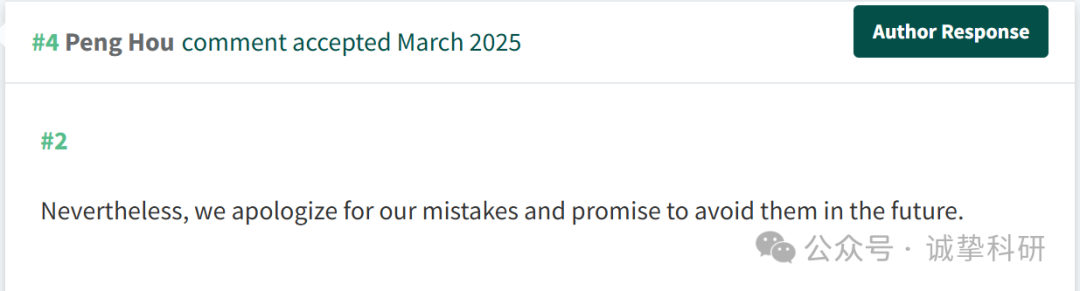 #4 Peng Hou comment accepted March 2025
Author Response
#2
Nevertheless, we apologize for our mistakes and promise to avoid them in the future.
公众号 · 诚挚科研